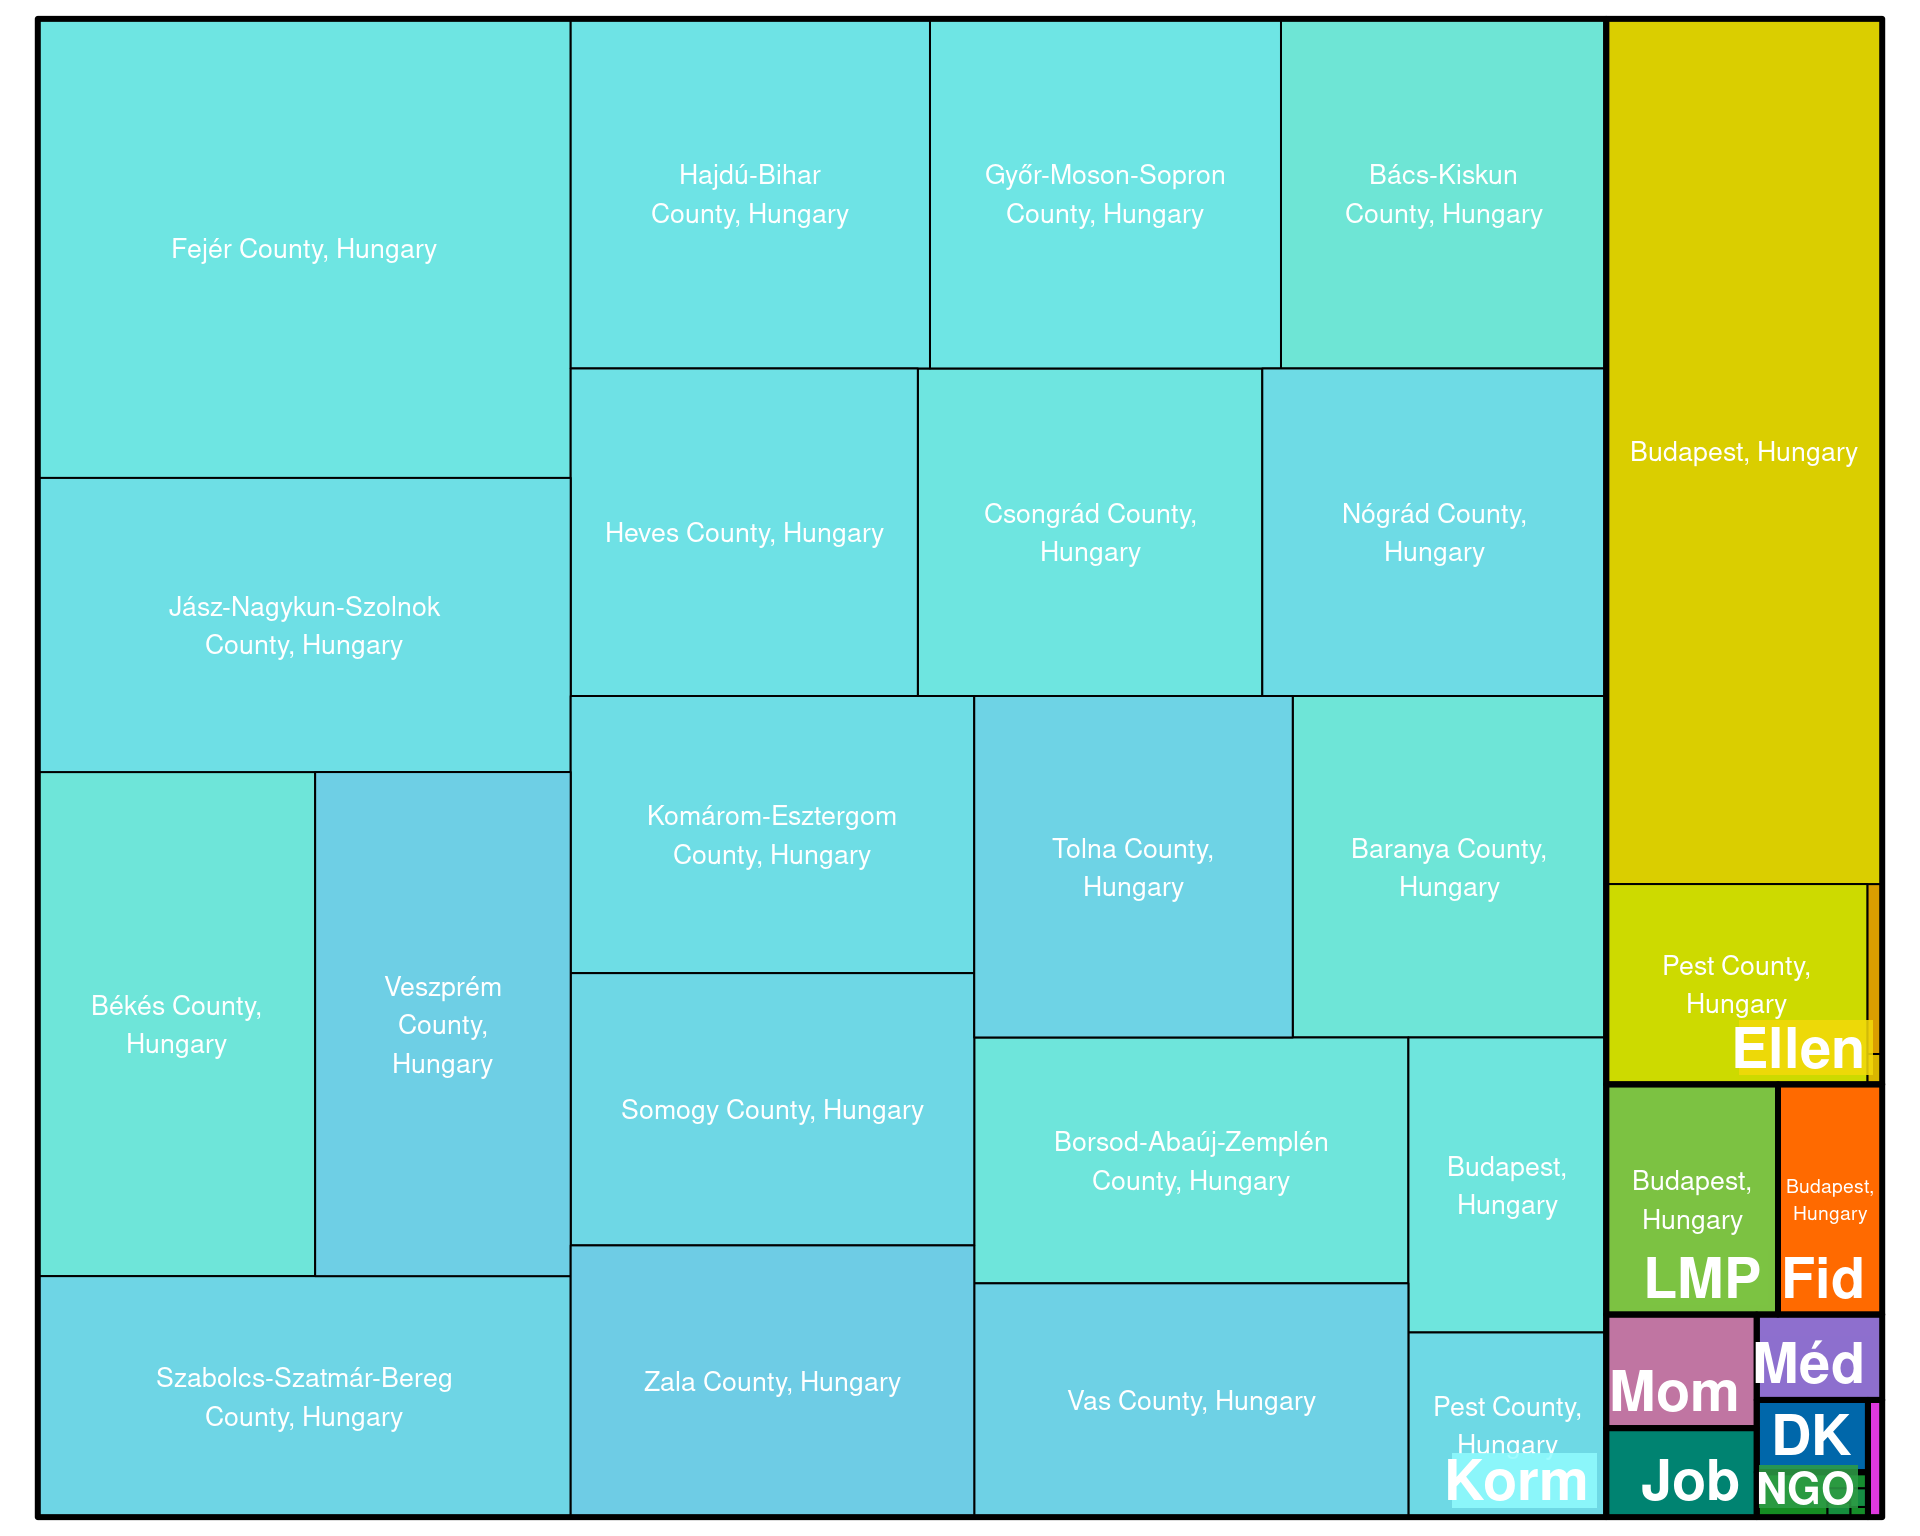 Fejér County, Hungary
Hajdú-Bihar
County, Hungary
Győr-Moson-Sopron
County, Hungary
Bács-Kiskun
County, Hungary
Budapest, Hungary
Jász-Nagykun-Szolnok
County, Hungary
Heves County, Hungary
Csongrád County,
Hungary
Nógrád County,
Hungary
Békés County,
Hungary
Veszprém
County,
Hungary
Komárom-Esztergom
County, Hungary
Tolna County,
Hungary
Baranya County,
Hungary
Pest County,
Hungary
Ellen
Somogy County, Hungary
Borsod-Abaúj-Zemplén
County, Hungary
Budapest,
Hungary
Budapest,
Hungary
LMP
Budapest,
Hungary
Fid
Szabolcs-Szatmár-Bereg
County, Hungary
Zala County, Hungary
Vas County, Hungary
Pest County,
Hungary
Korm
Mom
Méd
Job
DK
NGO